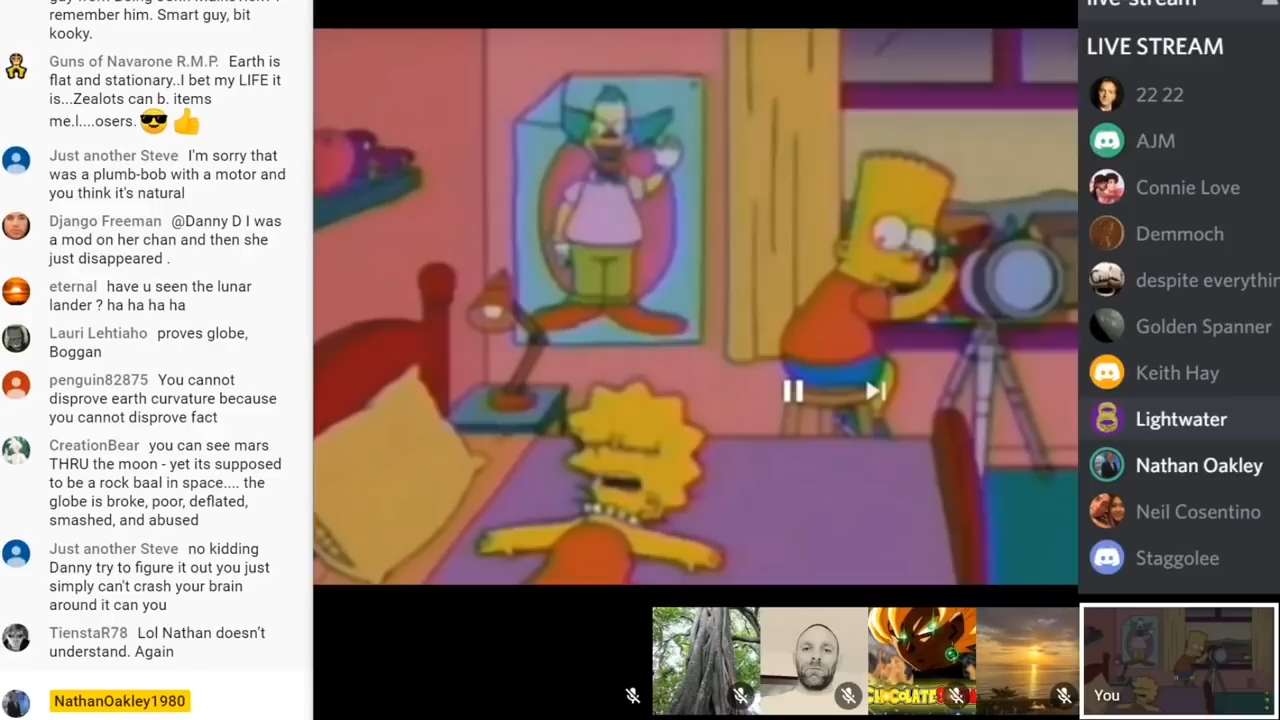 guy from Being John Malkovich? I
remember him. Smart guy, bit
kooky.
Guns of Navarone R.M.P. Earth is
flat and stationary..I bet my LIFE it
is...Zealots can b. items
me.l....osers. 😎👍
Just another Steve I'm sorry that
was a plumb-bob with a motor and
you think it's natural
Django Freeman @Danny D I was
a mod on her chan and then she
just disappeared .
eternal have u seen the lunar
lander ? ha ha ha ha
Lauri Lehtiaho proves globe,
Boggan
penguin82875 You cannot
disprove earth curvature because
you cannot disprove fact
CreationBear you can see mars
THRU the moon - yet its supposed
to be a rock baal in space.... the
globe is broke, poor, deflated,
smashed, and abused
Just another Steve no kidding
Danny try to figure it out you just
simply can't crash your brain
around it can you
TienstaR78 Lol Nathan doesn't
understand. Again
NathanOakley1980
You
live-stream
LIVE STREAM
22 22
AJM
Connie Love
Demmoch
despite everythin
Golden Spanner
Keith Hay
Lightwater
Nathan Oakley
Neil Cosentino
Staggolee